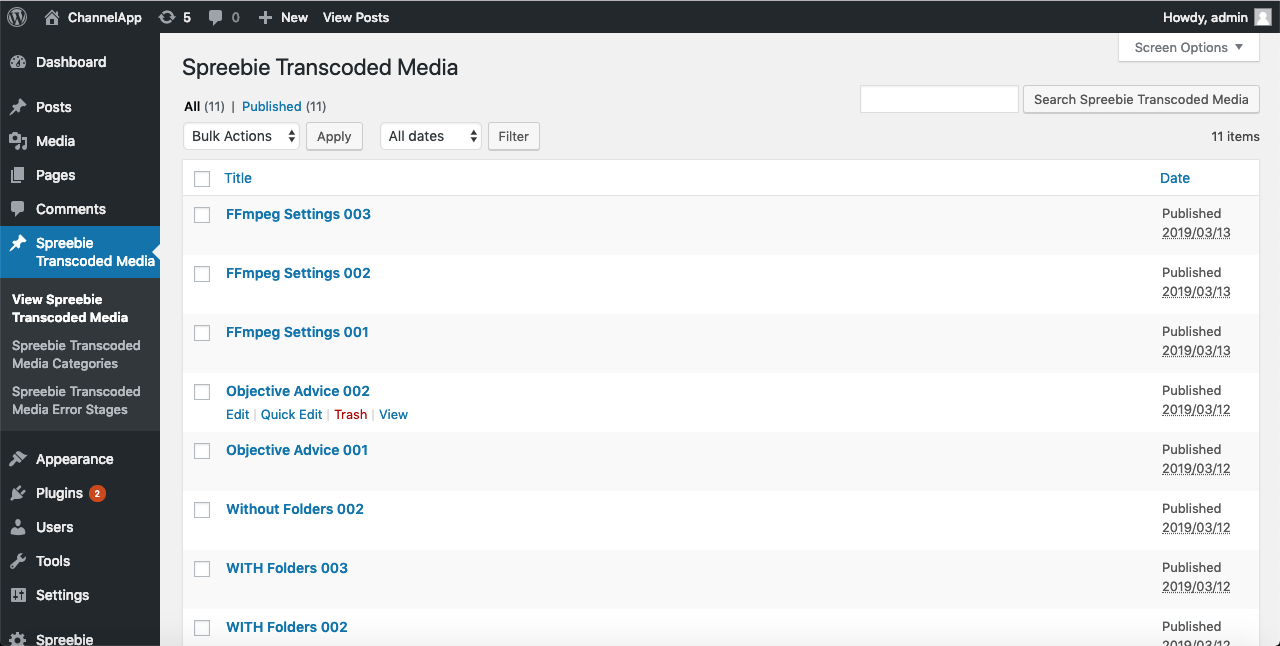 ChannelApp 5 0 New View Posts Howdy, admin
Screen Options
Dashboard
Posts
Media
Pages
Comments
Spreebie
Transcoded Media
View Spreebie
Transcoded Media
Spreebie Transcoded
Media Categories
Spreebie Transcoded
Media Error Stages
Appearance
Plugins 2
Users
Tools
Settings
Spreebie
Spreebie Transcoded Media
All (11) | Published (11)
Search Spreebie Transcoded Media
Bulk Actions Apply All dates Filter
11 items
Title Date
FFmpeg Settings 003 Published
2019/03/13
FFmpeg Settings 002 Published
2019/03/13
FFmpeg Settings 001 Published
2019/03/13
Objective Advice 002 Published
Edit | Quick Edit | Trash | View 2019/03/12
Objective Advice 001 Published
2019/03/12
Without Folders 002 Published
2019/03/12
WITH Folders 003 Published
2019/03/12
WITH Folders 002 Published
2019/03/12